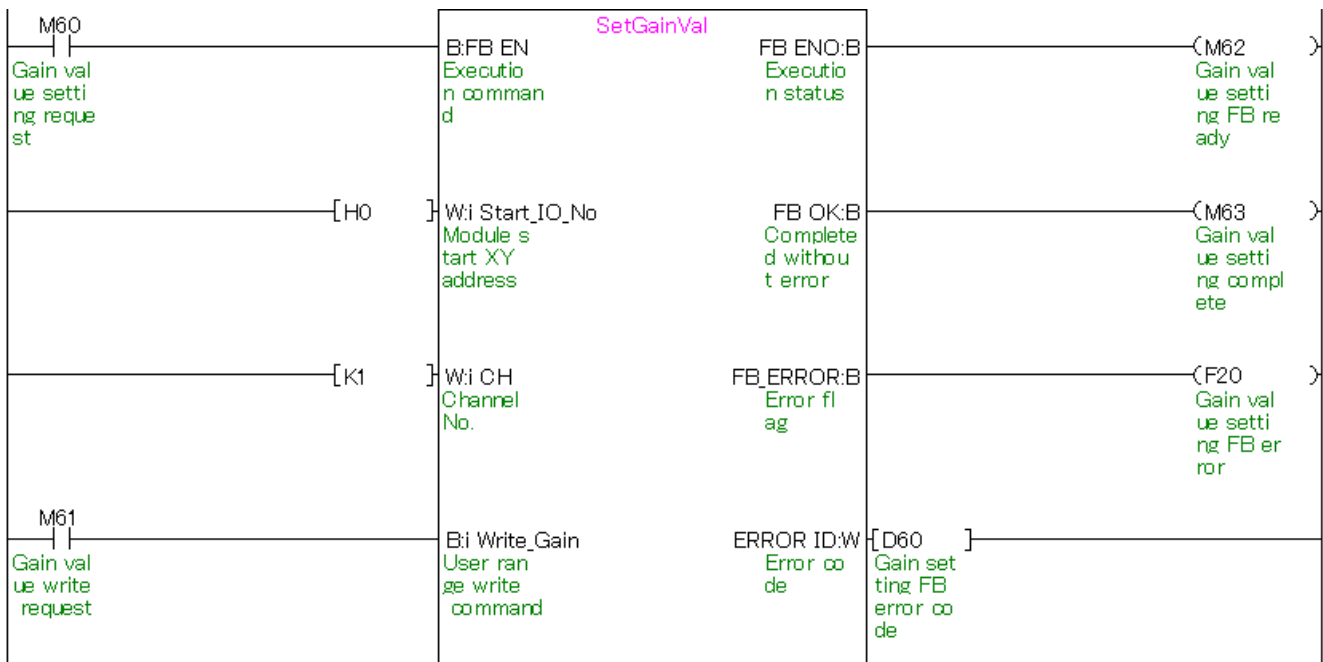 M60
SetGainVal
B:FB EN
FB ENO:B
M62
Gain val
ue setti
ng reque
st
Executio
n comman
d
Executio
n status
Gain val
ue setti
ng FB re
ady
H0
W:i Start_IO_No
FB OK:B
M63
Module s
tart XY
address
Complete
d withou
t error
Gain val
ue setti
ng compl
ete
K1
W:i CH
FB_ERROR:B
F20
Channel
No.
Error fl
ag
Gain val
ue setti
ng FB er
ror
M61
B:i Write_Gain
ERROR ID:W
D60
Gain val
ue write
request
User ran
ge write
command
Error co
de
Gain set
ting FB
error co
de